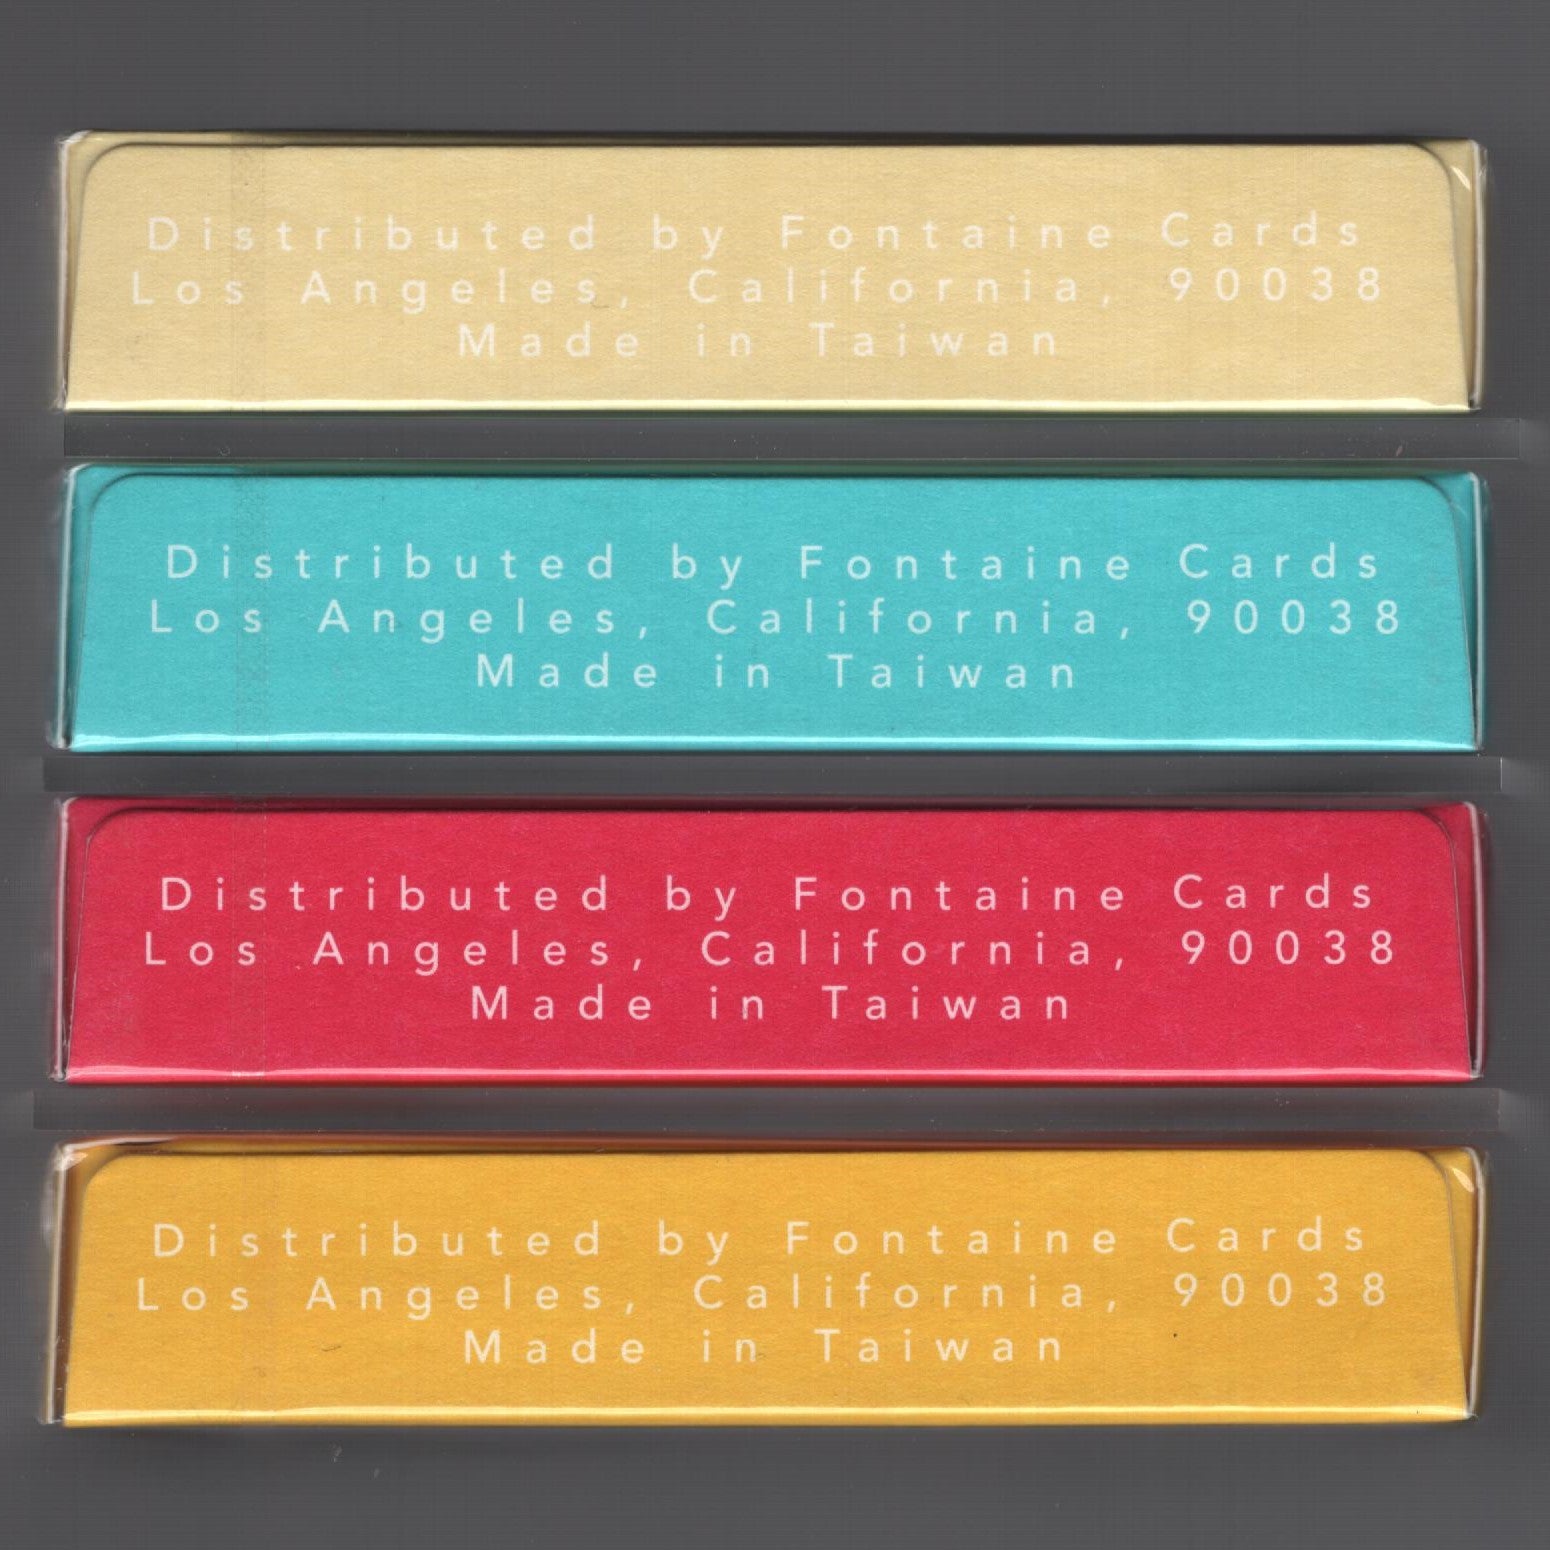 Distributed by Fontaine Cards
Los Angeles, California, 90038
Made in Taiwan
Distributed by Fontaine Cards
Los Angeles, California, 90038
Made in Taiwan
Distributed by Fontaine Cards
Los Angeles, California, 90038
Made in Taiwan
Distributed by Fontaine Cards
Los Angeles, California, 90038
Made in Taiwan